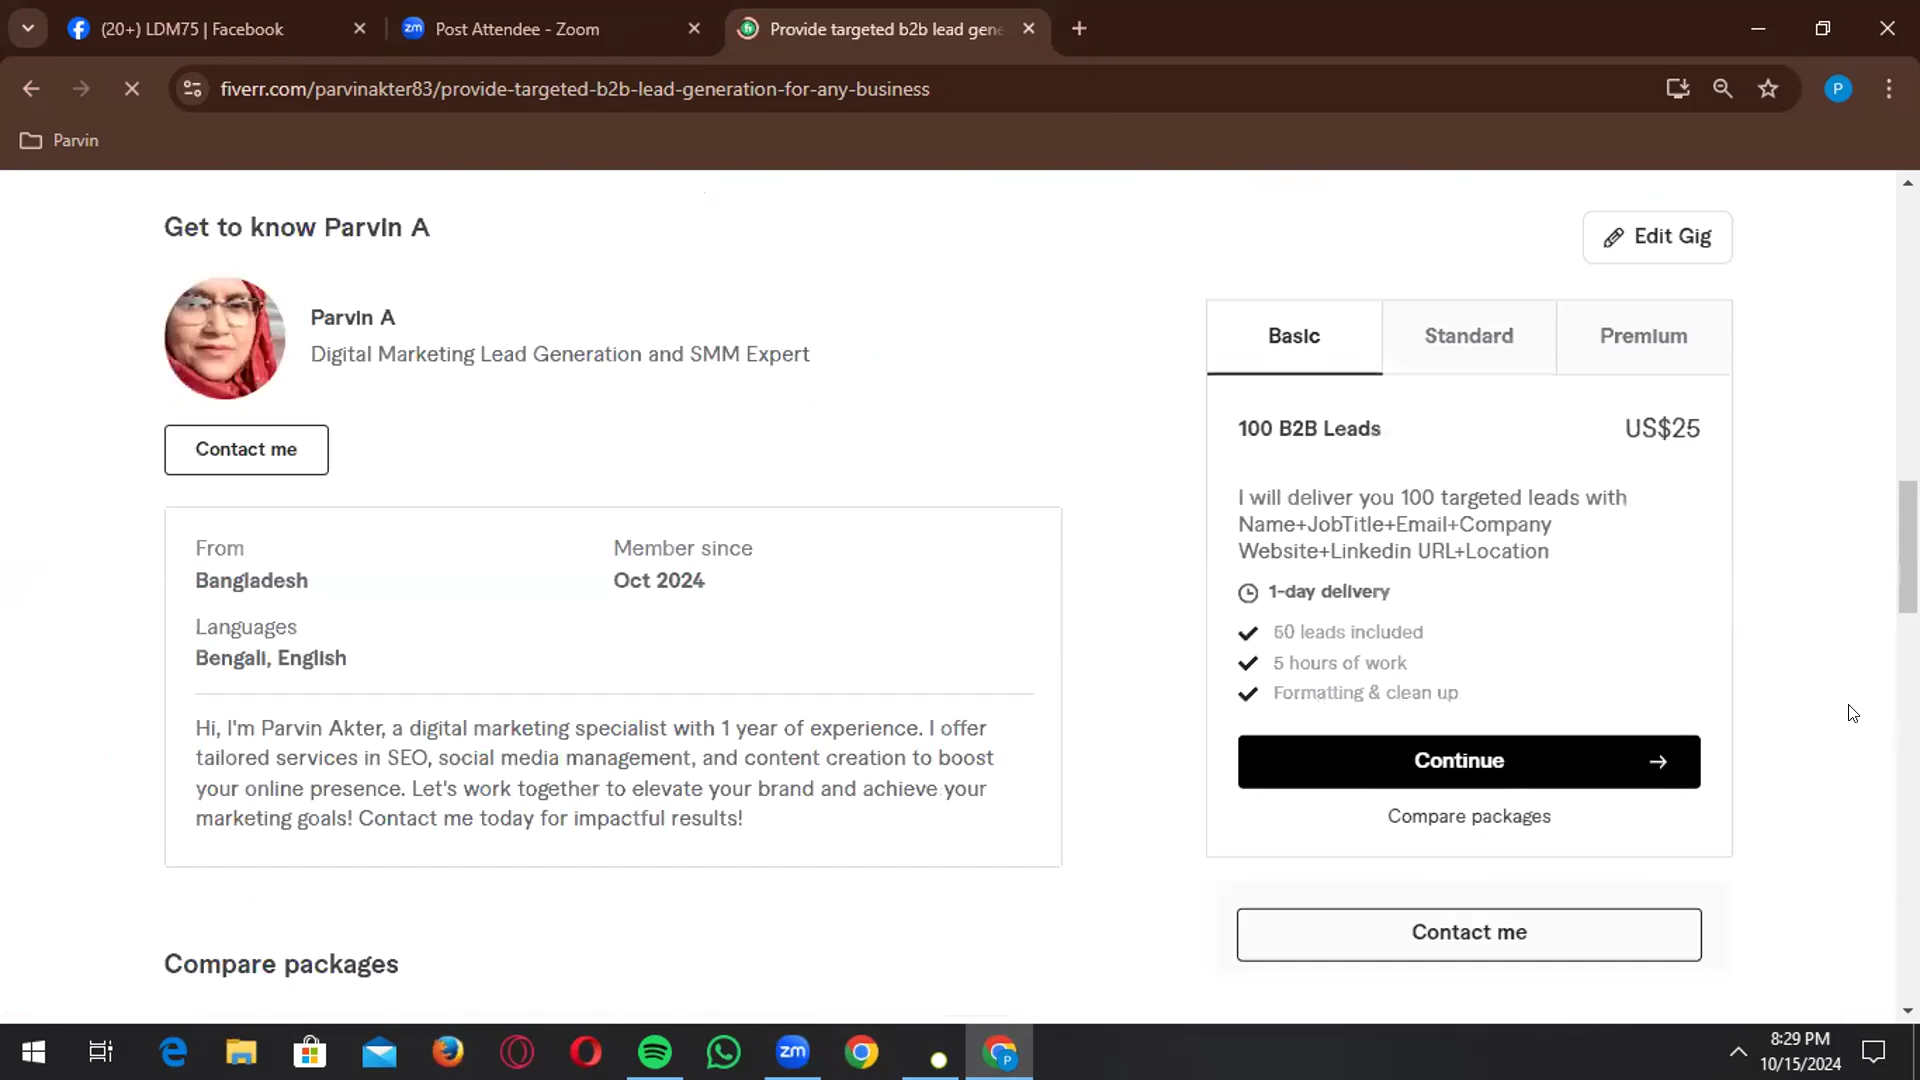 (20+) LDM75 | Facebook
zm
Post Attendee - Zoom
Provide targeted b2b lead gene
fiverr.com/parvinakter83/provide-targeted-b2b-lead-generation-for-any-business
P
Parvin
Get to know Parvin A
Edit Gig
Parvin A
Digital Marketing Lead Generation and SMM Expert
Contact me
From
Bangladesh
Member since
Oct 2024
Languages
Bengali, English
Hi, I'm Parvin Akter, a digital marketing specialist with 1 year of experience. I offer
tailored services in SEO, social media management, and content creation to boost
your online presence. Let's work together to elevate your brand and achieve your
marketing goals! Contact me today for impactful results!
Compare packages
Basic
Standard
Premium
100 B2B Leads
US$25
I will deliver you 100 targeted leads with
Name+JobTitle+Email+Company
Website+Linkedin URL+Location
1-day delivery
60 leads included
5 hours of work
Formatting & clean up
Continue
Compare packages
Contact me
zm
P
8:29 PM
10/15/2024